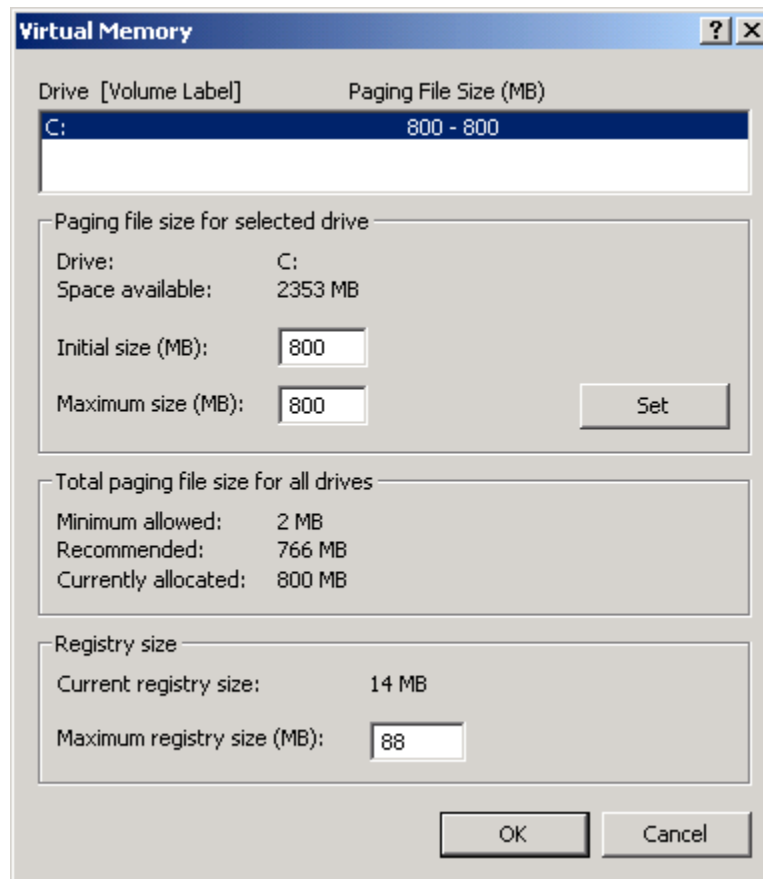 Virtual Memory
Drive [Volume Label] Paging File Size (MB)
C: 800 - 800
Paging file size for selected drive
Drive: C:
Space available: 2353 MB
Initial size (MB): 800
Maximum size (MB): 800 Set
Total paging file size for all drives
Minimum allowed: 2 MB
Recommended: 766 MB
Currently allocated: 800 MB
Registry size
Current registry size: 14 MB
Maximum registry size (MB): 88
OK Cancel